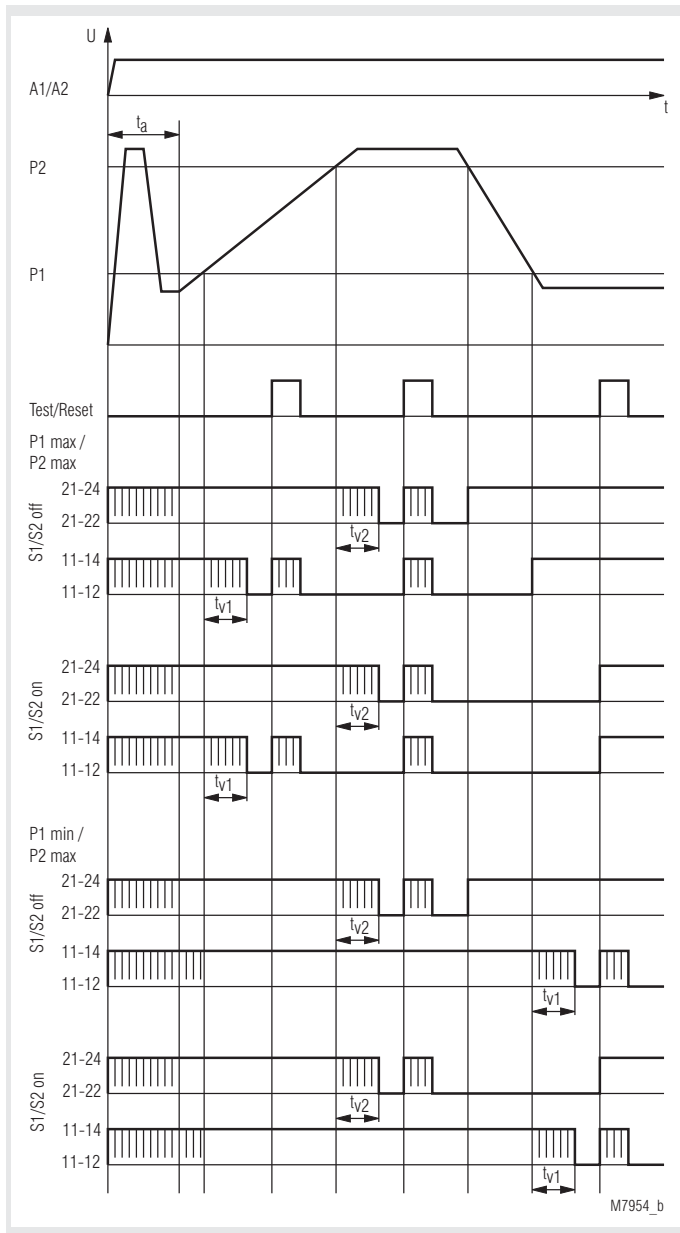 U
A1/A2
t
ta
P2
P1
Test/Reset
P1 max /
P2 max
S1/S2 off
21-24
21-22
tv2
11-14
11-12
tv1
S1/S2 on
21-24
21-22
tv2
11-14
11-12
tv1
P1 min /
P2 max
S1/S2 off
21-24
21-22
tv2
11-14
11-12
tv1
S1/S2 on
21-24
21-22
tv2
11-14
11-12
tv1
M7954_b